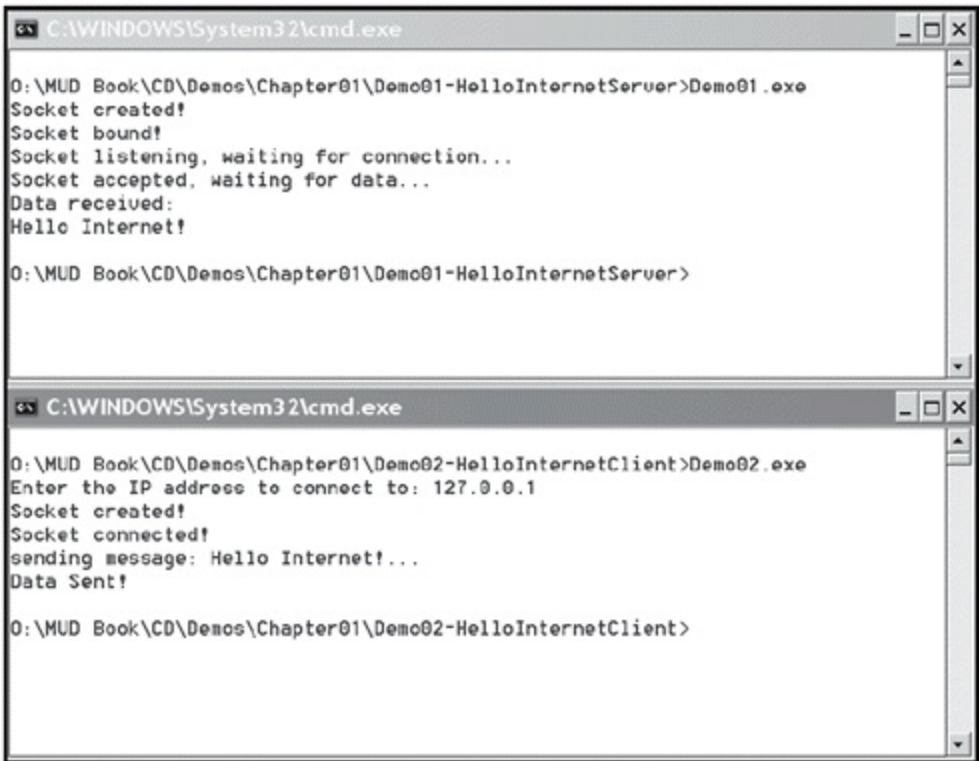 C:\WINDOWS\System32\cmd.exe
O:\MUD Book\CD\Demos\Chapter01\Demo01-HelloInternetServer>Demo01.exe
Socket created!
Socket bound!
Socket listening, waiting for connection...
Socket accepted, waiting for data...
Data received:
Hello Internet!
O:\MUD Book\CD\Demos\Chapter01\Demo01-HelloInternetServer>
C:\WINDOWS\System32\cmd.exe
O:\MUD Book\CD\Demos\Chapter01\Demo02-HelloInternetClient>Demo02.exe
Enter the IP address to connect to: 127.0.0.1
Socket created!
Socket connected!
sending message: Hello Internet!...
Data Sent!
O:\MUD Book\CD\Demos\Chapter01\Demo02-HelloInternetClient>